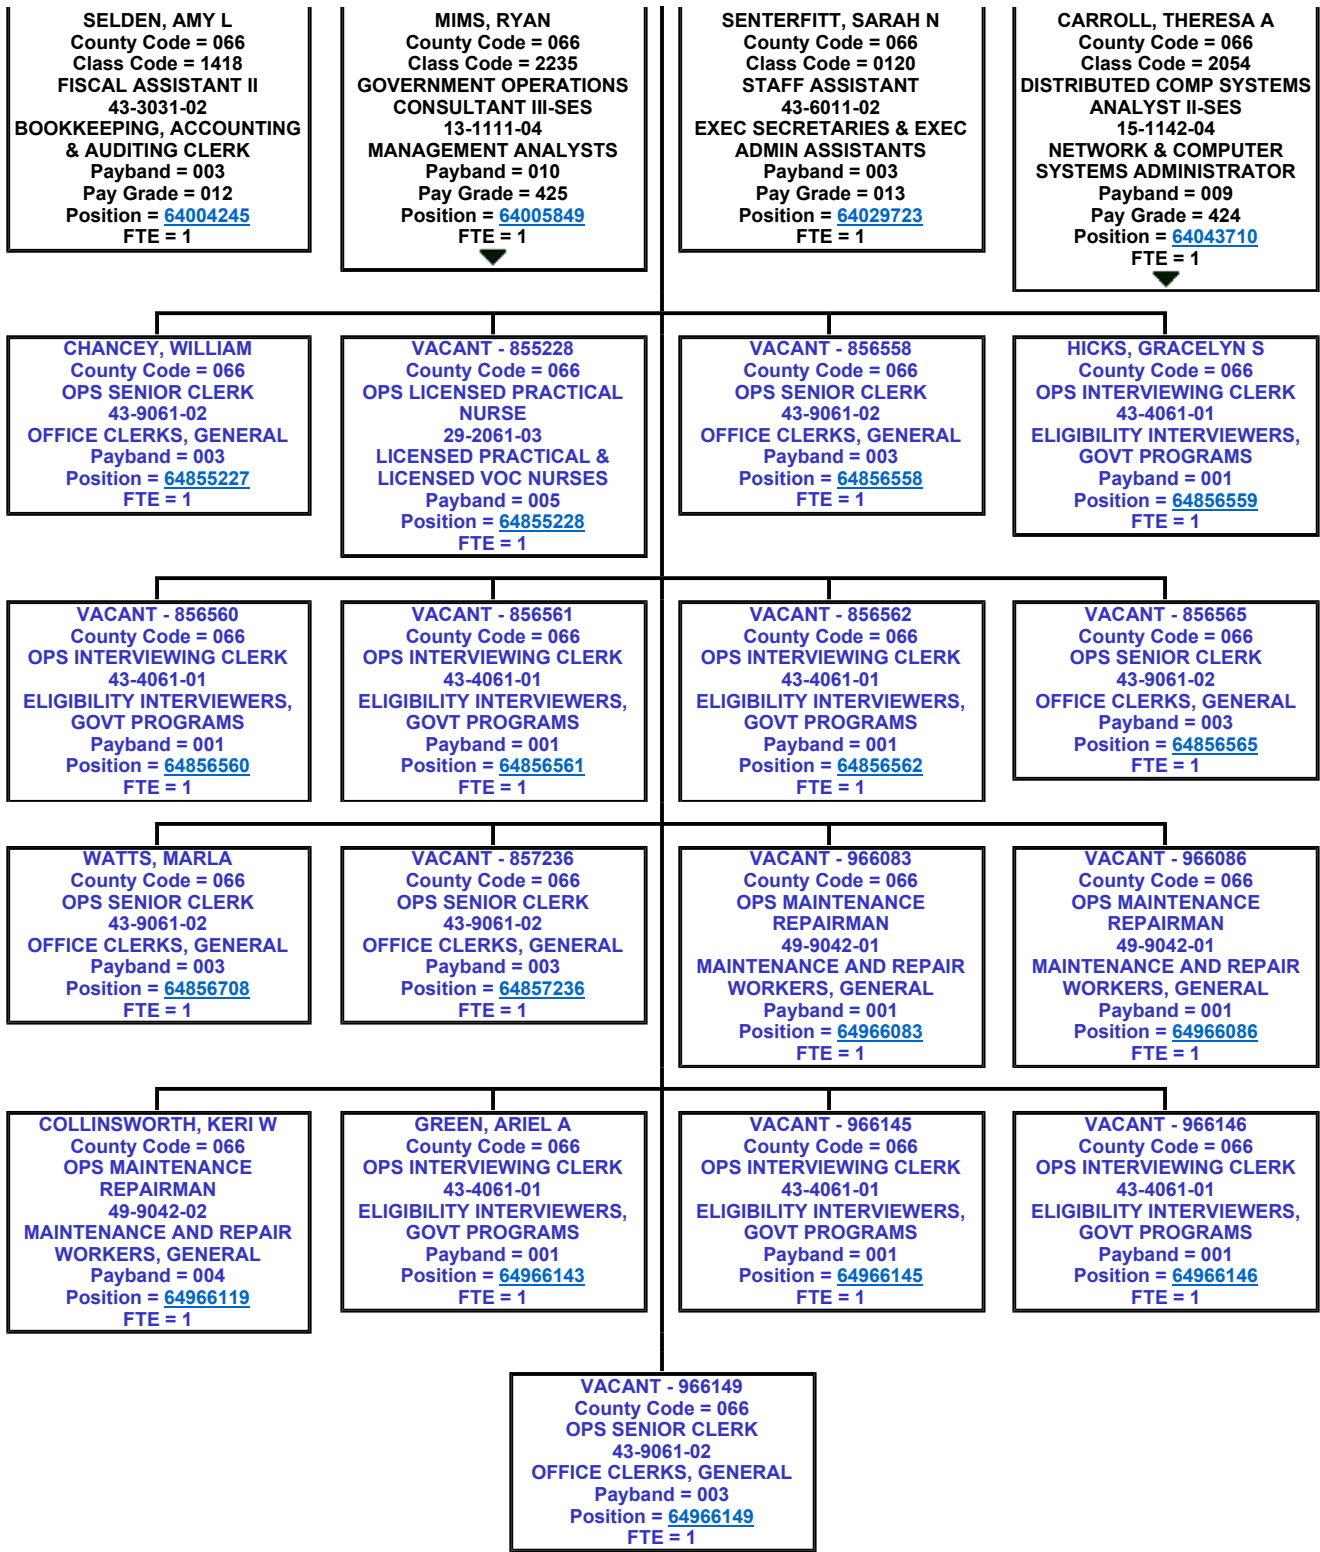 SELDEN, AMY L
County Code = 066
Class Code = 1418
FISCAL ASSISTANT II
43-3031-02
BOOKKEEPING, ACCOUNTING
& AUDITING CLERK
Payband = 003
Pay Grade = 012
Position = 64004245
FTE = 1
MIMS, RYAN
County Code = 066
Class Code = 2235
GOVERNMENT OPERATIONS
CONSULTANT III-SES
13-1111-04
MANAGEMENT ANALYSTS
Payband = 010
Pay Grade = 425
Position = 64005849
FTE = 1
SENTERFITT, SARAH N
County Code = 066
Class Code = 0120
STAFF ASSISTANT
43-6011-02
EXEC SECRETARIES & EXEC
ADMIN ASSISTANTS
Payband = 003
Pay Grade = 013
Position = 64029723
FTE = 1
CARROLL, THERESA A
County Code = 066
Class Code = 2054
DISTRIBUTED COMP SYSTEMS
ANALYST II-SES
15-1142-04
NETWORK & COMPUTER
SYSTEMS ADMINISTRATOR
Payband = 009
Pay Grade = 424
Position = 64043710
FTE = 1
CHANCEY, WILLIAM
County Code = 066
OPS SENIOR CLERK
43-9061-02
OFFICE CLERKS, GENERAL
Payband = 003
Position = 64855227
FTE = 1
VACANT - 855228
County Code = 066
OPS LICENSED PRACTICAL
NURSE
29-2061-03
LICENSED PRACTICAL &
LICENSED VOC NURSES
Payband = 005
Position = 64855228
FTE = 1
VACANT - 856558
County Code = 066
OPS SENIOR CLERK
43-9061-02
OFFICE CLERKS, GENERAL
Payband = 003
Position = 64856558
FTE = 1
HICKS, GRACELYN S
County Code = 066
OPS INTERVIEWING CLERK
43-4061-01
ELIGIBILITY INTERVIEWERS,
GOVT PROGRAMS
Payband = 001
Position = 64856559
FTE = 1
VACANT - 856560
County Code = 066
OPS INTERVIEWING CLERK
43-4061-01
ELIGIBILITY INTERVIEWERS,
GOVT PROGRAMS
Payband = 001
Position = 64856560
FTE = 1
VACANT - 856561
County Code = 066
OPS INTERVIEWING CLERK
43-4061-01
ELIGIBILITY INTERVIEWERS,
GOVT PROGRAMS
Payband = 001
Position = 64856561
FTE = 1
VACANT - 856562
County Code = 066
OPS INTERVIEWING CLERK
43-4061-01
ELIGIBILITY INTERVIEWERS,
GOVT PROGRAMS
Payband = 001
Position = 64856562
FTE = 1
VACANT - 856565
County Code = 066
OPS SENIOR CLERK
43-9061-02
OFFICE CLERKS, GENERAL
Payband = 003
Position = 64856565
FTE = 1
WATTS, MARLA
County Code = 066
OPS SENIOR CLERK
43-9061-02
OFFICE CLERKS, GENERAL
Payband = 003
Position = 64856708
FTE = 1
VACANT - 857236
County Code = 066
OPS SENIOR CLERK
43-9061-02
OFFICE CLERKS, GENERAL
Payband = 003
Position = 64857236
FTE = 1
VACANT - 966083
County Code = 066
OPS MAINTENANCE
REPAIRMAN
49-9042-01
MAINTENANCE AND REPAIR
WORKERS, GENERAL
Payband = 001
Position = 64966083
FTE = 1
VACANT - 966086
County Code = 066
OPS MAINTENANCE
REPAIRMAN
49-9042-01
MAINTENANCE AND REPAIR
WORKERS, GENERAL
Payband = 001
Position = 64966086
FTE = 1
COLLINSWORTH, KERI W
County Code = 066
OPS MAINTENANCE
REPAIRMAN
49-9042-02
MAINTENANCE AND REPAIR
WORKERS, GENERAL
Payband = 004
Position = 64966119
FTE = 1
GREEN, ARIEL A
County Code = 066
OPS INTERVIEWING CLERK
43-4061-01
ELIGIBILITY INTERVIEWERS,
GOVT PROGRAMS
Payband = 001
Position = 64966143
FTE = 1
VACANT - 966145
County Code = 066
OPS INTERVIEWING CLERK
43-4061-01
ELIGIBILITY INTERVIEWERS,
GOVT PROGRAMS
Payband = 001
Position = 64966145
FTE = 1
VACANT - 966146
County Code = 066
OPS INTERVIEWING CLERK
43-4061-01
ELIGIBILITY INTERVIEWERS,
GOVT PROGRAMS
Payband = 001
Position = 64966146
FTE = 1
VACANT - 966149
County Code = 066
OPS SENIOR CLERK
43-9061-02
OFFICE CLERKS, GENERAL
Payband = 003
Position = 64966149
FTE = 1